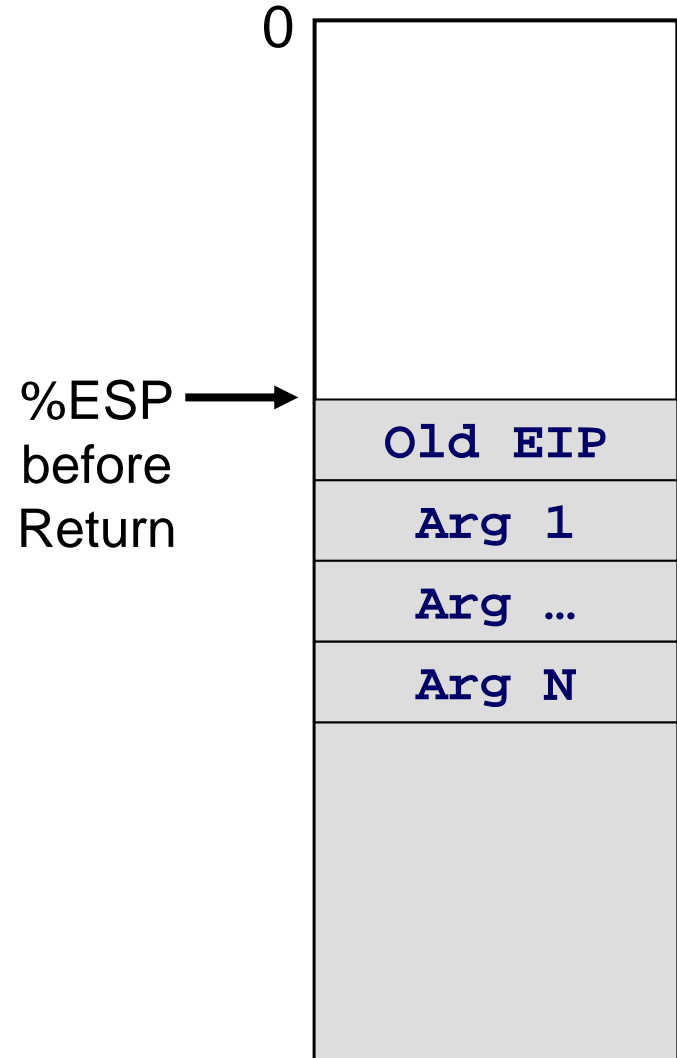 0
%ESP
before
Return
Old EIP
Arg 1
Arg …
Arg N